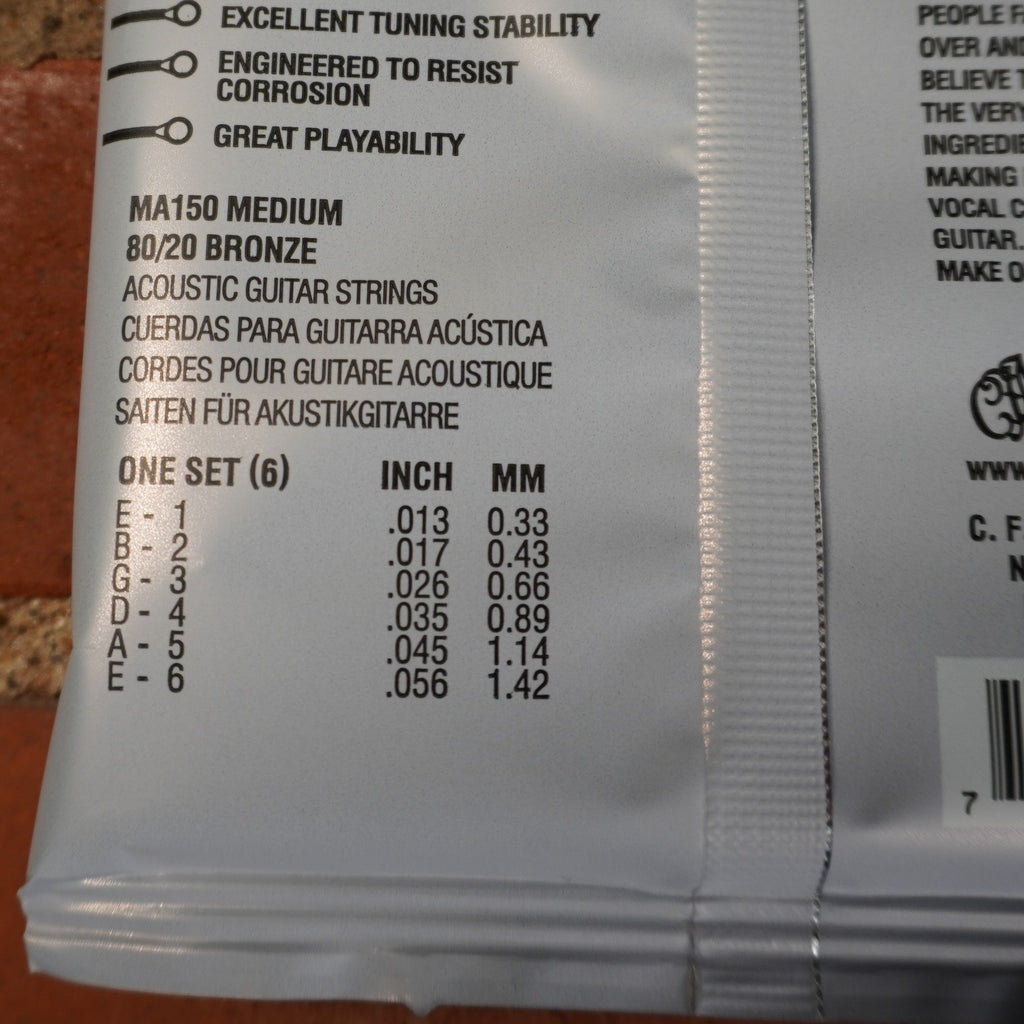 EXCELLENT TUNING STABILITY
ENGINEERED TO RESIST
CORROSION
GREAT PLAYABILITY
MA150 MEDIUM
80/20 BRONZE
ACOUSTIC GUITAR STRINGS
CUERDAS PARA GUITARRA ACÚSTICA
CORDES POUR GUITARE ACOUSTIQUE
SAITEN FÜR AKUSTIKGITARRE
ONE SET (6) INCH MM
E - 1 .013 0.33
B - 2 .017 0.43
G - 3 .026 0.66
D - 4 .035 0.89
A - 5 .045 1.14
E - 6 .056 1.42
PEOPLE
OVER
BELIEVE
THE VERY
MAKING
VOCAL
GUITAR.
MAKE
C.
7